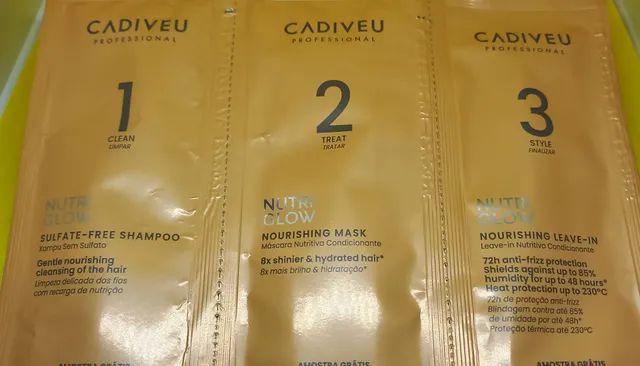 CADIVEU
PROFESSIONAL
1
CLEAN
LIMPAR
NUTRI
GLOW
SULFATE-FREE SHAMPOO
Xampu Sem Sulfato
Gentle nourishing
cleansing of the hair
Limpeza delicada dos fios
com recarga de nutrição
AMOSTRA GRÁTIS
CADIVEU
PROFESSIONAL
2
TREAT
TRATAR
NUTRI
GLOW
NOURISHING MASK
Máscara Nutritiva Condicionante
8x shinier & hydrated hair*
8x mais brilho & hidratação*
AMOSTRA GRÁTIS
CADIVEU
PROFESSIONAL
3
STYLE
FINALIZAR
NUTRI
GLOW
NOURISHING LEAVE-IN
Leave-in Nutritivo Condicionante
72h anti-frizz protection
Shields against up to 85%
humidity for up to 48 hours*
Heat protection up to 230ºC
72h de proteção anti-frizz
Blindagem contra até 85%
de umidade por até 48h*
Proteção térmica até 230ºC
AMOSTRA GRÁTIS